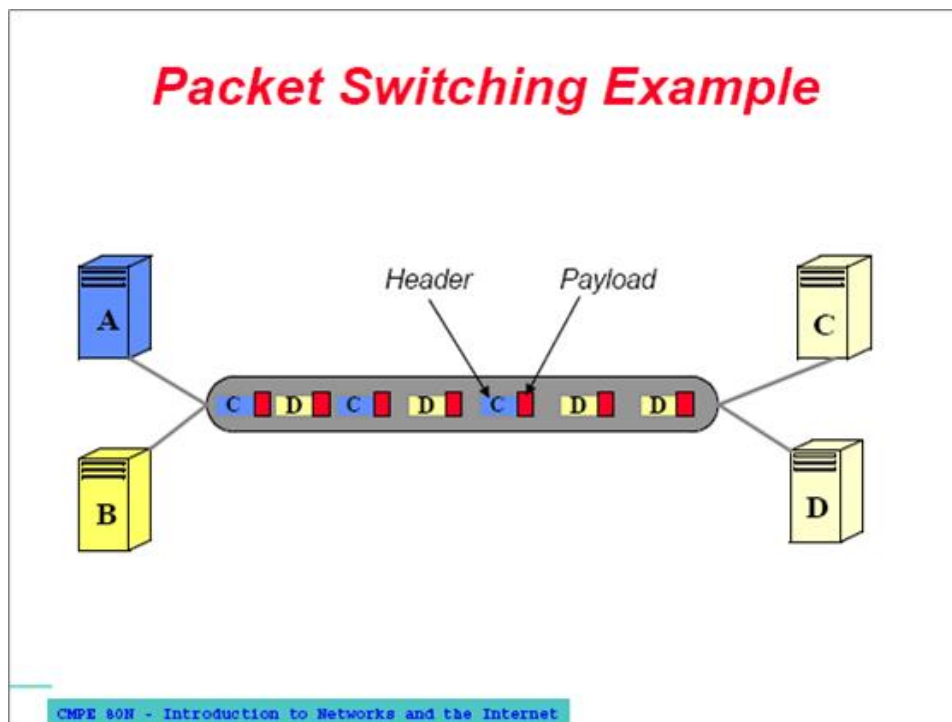 Packet Switching Example
Header Payload
A
C
C D C D C D D
B
D
CMPE 80N - Introduction to Networks and the Internet